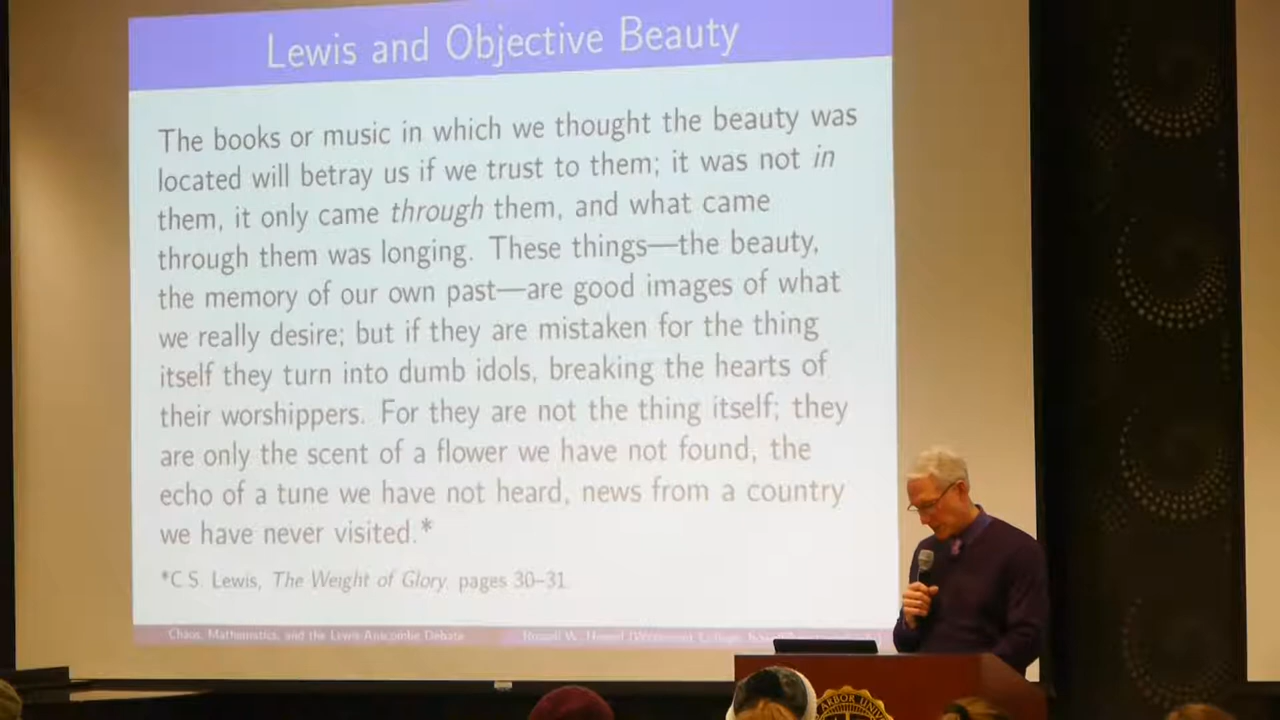 Lewis and Objective Beauty
The books or music in which we thought the beauty was
located will betray us if we trust to them; it was not in
them, it only came through them, and what came
through them was longing. These things—the beauty,
the memory of our own past—are good images of what
we really desire; but if they are mistaken for the thing
itself they turn into dumb idols, breaking the hearts of
their worshippers. For they are not the thing itself; they
are only the scent of a flower we have not found, the
echo of a tune we have not heard, news from a country
we have never visited.*
*C.S. Lewis, The Weight of Glory, pages 30–31.
Chaos, Mathematics, and the Lewis-Anscombe Debate
ARBOR UNIV